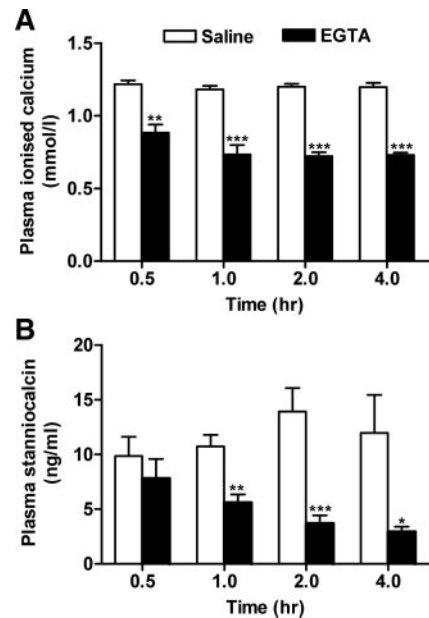 A
Saline EGTA
Plasma ionised calcium
(mmol/l)
1.5
1.0
0.5
0.0
** *** *** ***
0.5 1.0 2.0 4.0
Time (hr)
B
Plasma stanniocalcin
(ng/ml)
20
15
10
5
0
** *** *
0.5 1.0 2.0 4.0
Time (hr)